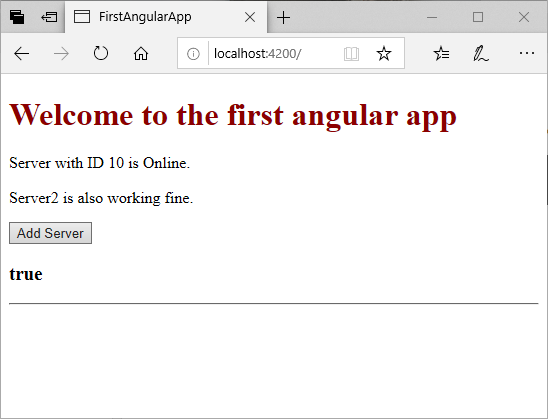 FirstAngularApp
localhost:4200/
Welcome to the first angular app
Server with ID 10 is Online.
Server2 is also working fine.
Add Server
true